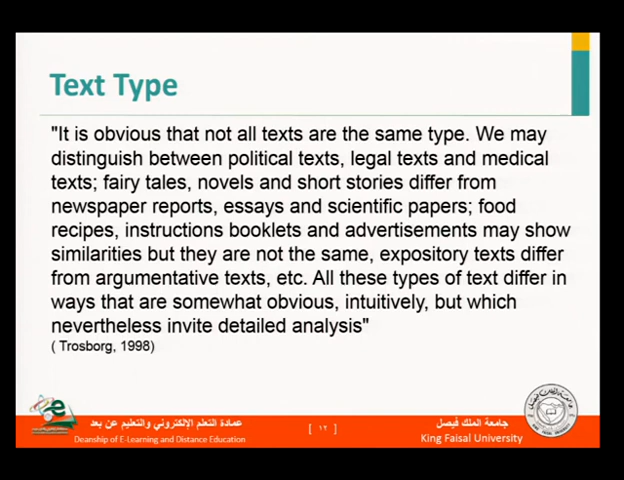 Text Type
"It is obvious that not all texts are the same type. We may
distinguish between political texts, legal texts and medical
texts; fairy tales, novels and short stories differ from
newspaper reports, essays and scientific papers; food
recipes, instructions booklets and advertisements may show
similarities but they are not the same, expository texts differ
from argumentative texts, etc. All these types of text differ in
ways that are somewhat obvious, intuitively, but which
nevertheless invite detailed analysis"
( Trosborg, 1998)
عمادة التعلم الإلكتروني والتعليم عن بعد
Deanship of E-Learning and Distance Education
[ ١٢ ]
جامعة الملك فيصل
King Faisal University